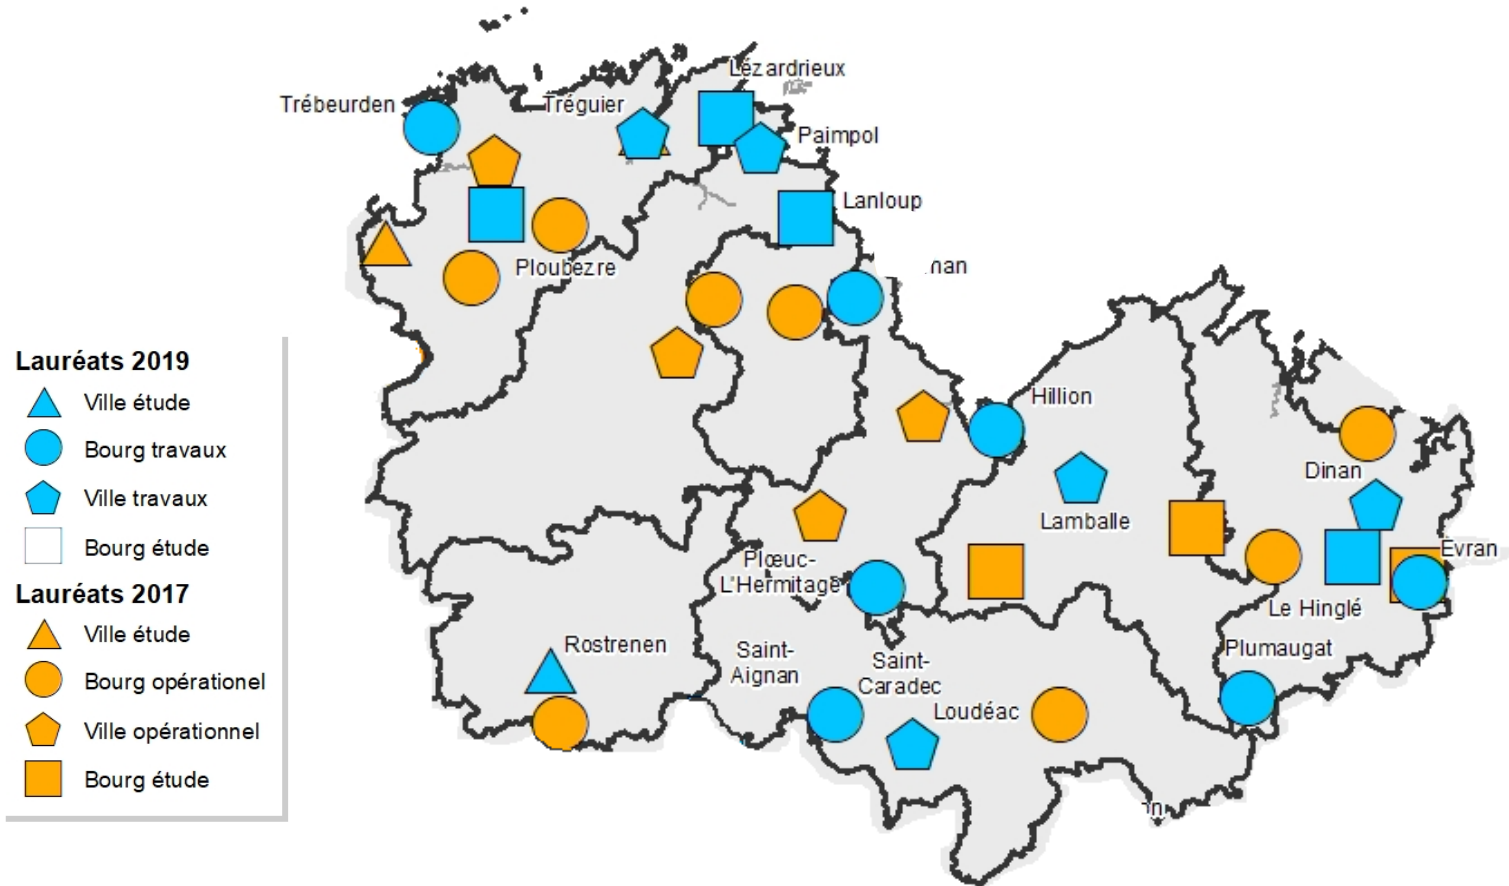 Lézardrieux
Trébeurden
Tréguier
Paimpol
Lanloup
Ploubezre
nan
Lauréats 2019
Ville étude
Bourg travaux
Ville travaux
Bourg étude
Lauréats 2017
Ville étude
Bourg opérationel
Ville opérationnel
Bourg étude
Hillion
Dinan
Lamballe
Evran
Plœuc-
L'Hermitage
Le Hinglé
Rostrenen
Saint-
Aignan
Saint-
Caradec
Plumaugat
Loudéac